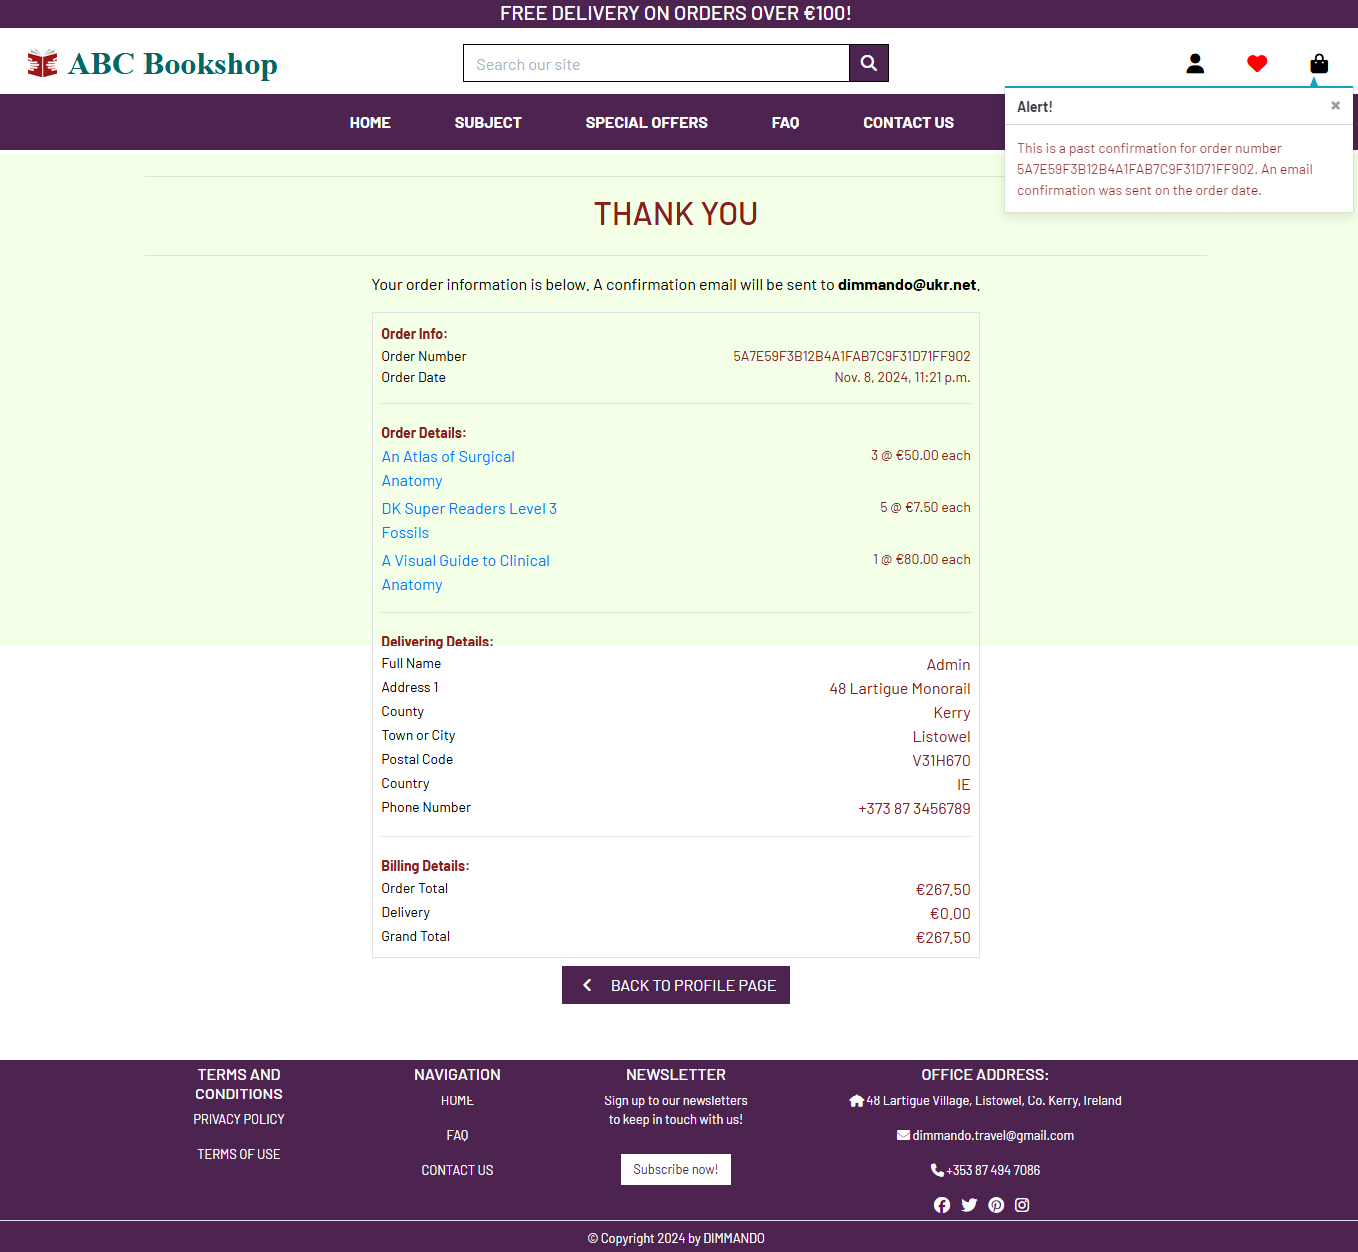 FREE DELIVERY ON ORDERS OVER €100!
ABC Bookshop
Search our site
HOME SUBJECT SPECIAL OFFERS FAQ CONTACT US
Alert! ×
This is a past confirmation for order number
5A7E59F3B12B4A1FAB7C9F31D71FF902. An email
confirmation was sent on the order date.
THANK YOU
Your order information is below. A confirmation email will be sent to dimmando@ukr.net.
Order Info:
Order Number 5A7E59F3B12B4A1FAB7C9F31D71FF902
Order Date Nov. 8, 2024, 11:21 p.m.
Order Details:
An Atlas of Surgical 3 @ €50.00 each
Anatomy
DK Super Readers Level 3 5 @ €7.50 each
Fossils
A Visual Guide to Clinical 1 @ €80.00 each
Anatomy
Delivering Details:
Full Name Admin
Address 1 48 Lartigue Monorail
County Kerry
Town or City Listowel
Postal Code V31H670
Country IE
Phone Number +373 87 3456789
Billing Details:
Order Total €267.50
Delivery €0.00
Grand Total €267.50
BACK TO PROFILE PAGE
TERMS AND
CONDITIONS
PRIVACY POLICY
TERMS OF USE
NAVIGATION
HOME
FAQ
CONTACT US
NEWSLETTER
Sign up to our newsletters
to keep in touch with us!
Subscribe now!
OFFICE ADDRESS:
48 Lartigue Village, Listowel, Co. Kerry, Ireland
dimmando.travel@gmail.com
+353 87 494 7086
© Copyright 2024 by DIMMANDO